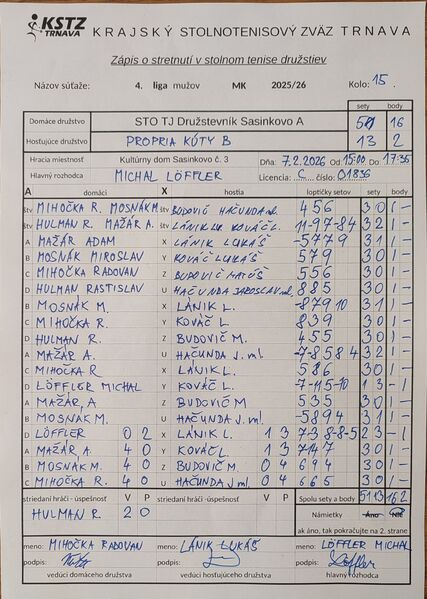 KSTZ TRNAVA KRAJSKÝ STOLNOTENISOVÝ ZVÄZ TRNAVA
Zápis o stretnutí v stolnom tenise družstiev
Názov súťaže: 4. liga mužov MK 2025/26 Kolo: 15.
sety body
Domáce družstvo STO TJ Družstevník Sasinkovo A 51 16
Hosťujúce družstvo PROPRIA KÚTY B 13 2
Hracia miestnosť Kultúrny dom Sasinkovo č. 3 Dňa: 7.2.2026 Od 15:00 Do 17:35
Hlavný rozhodca MICHAL LÖFFLER Licencia: C číslo: 01836
A domáci X hostia loptičky setov sety body
štv MIHOČKA R. MOSNÁK M. štv BUDOVIČ HAČUNDA ml. 4 5 6 3 0 1 -
štv HULMAN R. MAŽÁR A. štv LÁNIK L. KOVÁČ L. 11 -9 7 -8 4 3 2 1 -
A MAŽÁR ADAM X LÁNIK LUKÁŠ -5 7 7 9 3 1 1 -
B MOSNÁK MIROSLAV Y KOVÁČ LUKÁŠ 5 7 9 3 0 1 -
C MIHOČKA RADOVAN Z BUDOVIČ MATÚŠ 5 5 6 3 0 1 -
D HULMAN RASTISLAV U HAČUNDA JAROSLAV ml. 8 8 5 3 0 1 -
B MOSNÁK M. X LÁNIK L. -8 7 9 10 3 1 1 -
C MIHOČKA R. Y KOVÁČ L. 8 3 9 3 0 1 -
D HULMAN R. Z BUDOVIČ M. 4 5 5 3 0 1 -
A MAŽÁR A. U HAČUNDA J. ml. -7 -8 5 8 4 3 2 1 -
C MIHOČKA R X LÁNIK L. 5 8 6 3 0 1 -
D LÖFFLER MICHAL Y KOVÁČ L. -7 -11 5 -10 1 3 - 1
A MAŽÁR A Z BUDOVIČ M 5 3 5 3 0 1 -
B MOSNÁK M. U HAČUNDA J. ml. -5 8 9 4 3 1 1 -
D LÖFFLER 0 2 X LÁNIK L. 1 3 7 -3 8 -8 -5 2 3 - 1
A MAŽÁR A. 4 0 Y KOVÁČ L. 1 3 7 4 7 3 0 1 -
B MOSNÁK M. 4 0 Z BUDOVIČ M. 0 4 6 9 4 3 0 1 -
C MIHOČKA R. 4 0 U HAČUNDA J. ml 0 4 6 6 5 3 0 1 -
striedaní hráči - úspešnosť V P striedaní hráči - úspešnosť V P Spolu sety a body 51 13 16 2
HULMAN R. 2 0 Námietky Áno Nie
ak áno, tak pokračujte na 2. strane
meno: MIHOČKA RADOVAN meno: LÁNIK LUKÁŠ meno: LÖFFLER MICHAL
podpis: podpis: podpis: Löffler
vedúci domáceho družstva vedúci hosťujúceho družstva hlavný rozhodca